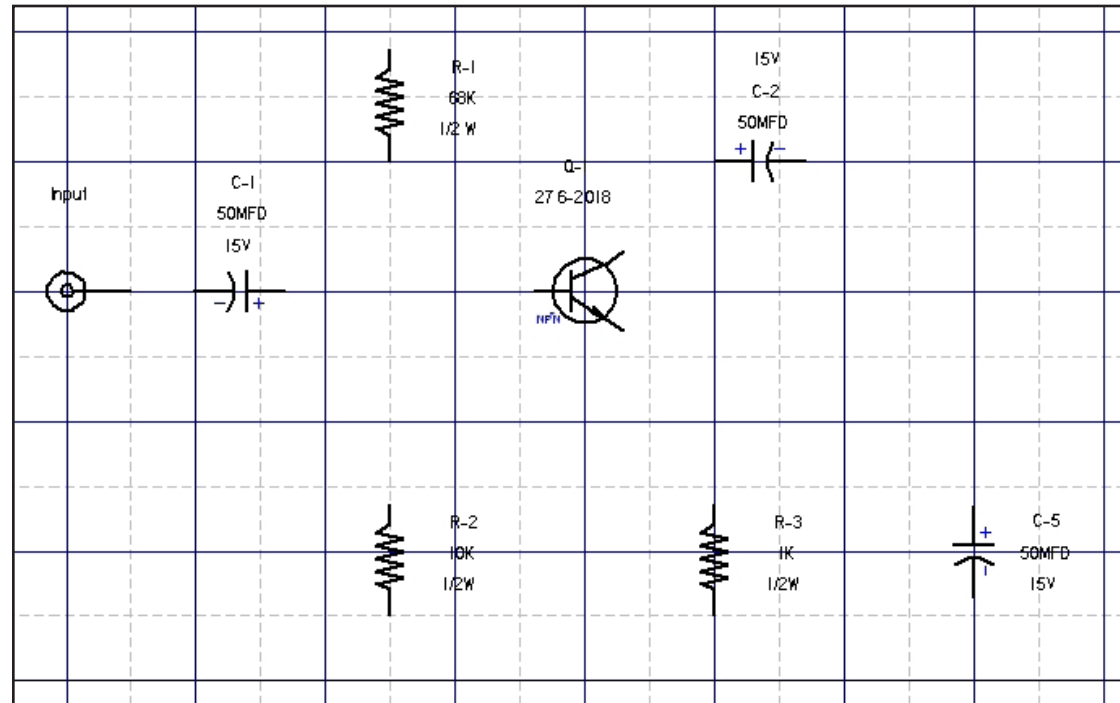 R-1
68K
1/2 W
15V
C-2
50MFD
+ −
Q-
276-2018
NPN
Input
C-1
50MFD
15V
− +
R-2
10K
1/2W
R-3
1K
1/2W
C-5
50MFD
15V
+